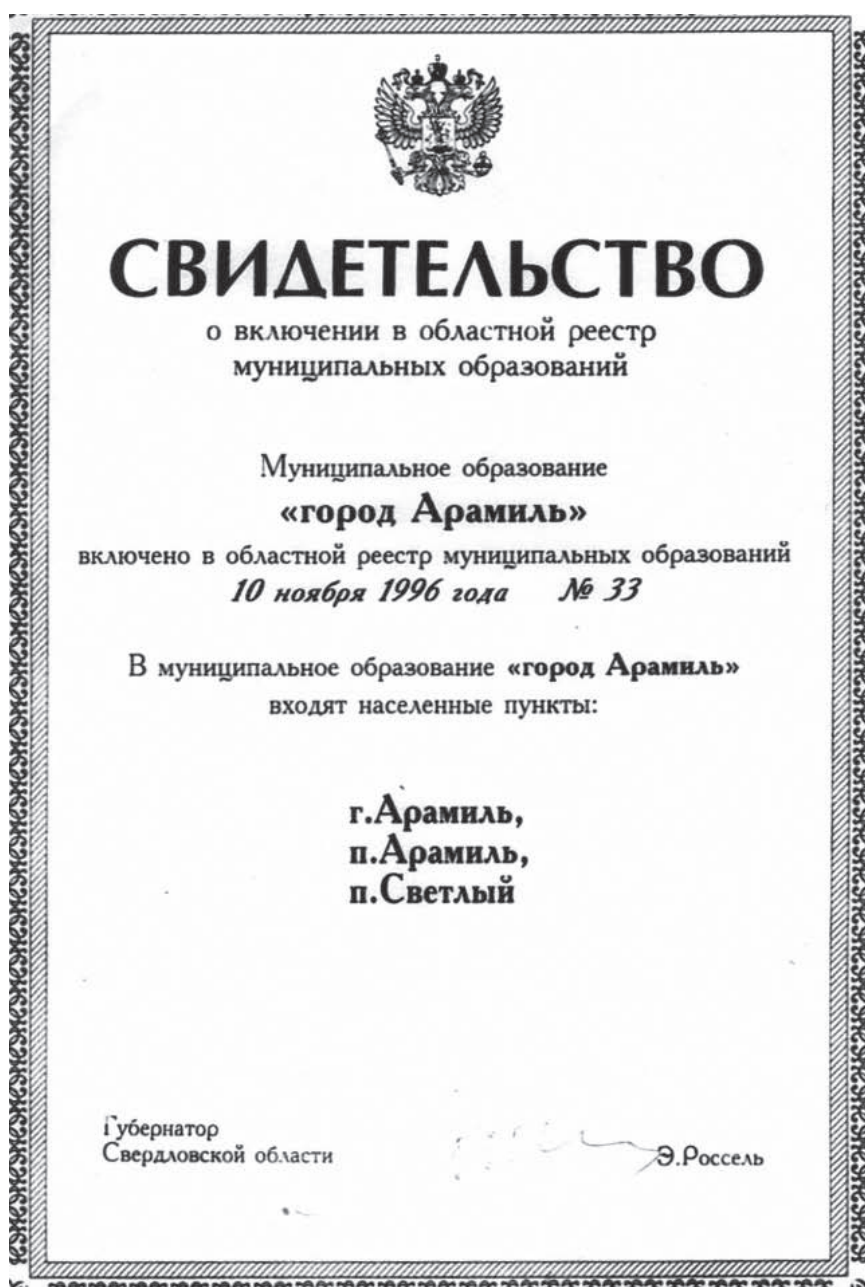 СВИДЕТЕЛЬСТВО
о включении в областной реестр
муниципальных образований
Муниципальное образование
«город Арамиль»
включено в областной реестр муниципальных образований
10 ноября 1996 года № 33
В муниципальное образование «город Арамиль»
входят населенные пункты:
г.Арамиль,
п.Арамиль,
п.Светлый
Губернатор
Свердловской области
Э.Россель